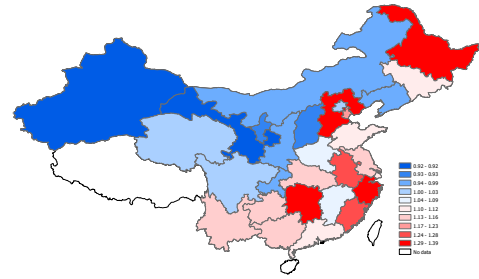 0.92 - 0.92
0.93 - 0.93
0.94 - 0.99
1.00 - 1.03
1.04 - 1.09
1.10 - 1.12
1.13 - 1.16
1.17 - 1.23
1.24 - 1.28
1.29 - 1.39
No data